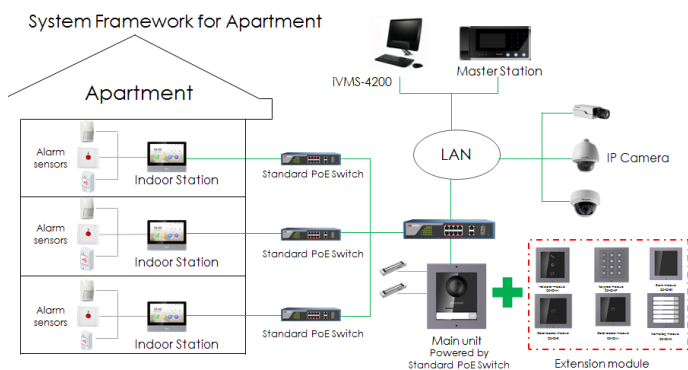 System Framework for Apartment
iVMS-4200
Master Station
Apartment
LAN
IP Camera
Alarm
sensors
Indoor Station
Standard PoE Switch
Alarm
sensors
Indoor Station
Standard PoE Switch
Alarm
sensors
Indoor Station
Standard PoE Switch
Main unit
Powered by
Standard PoE Switch
Extension module